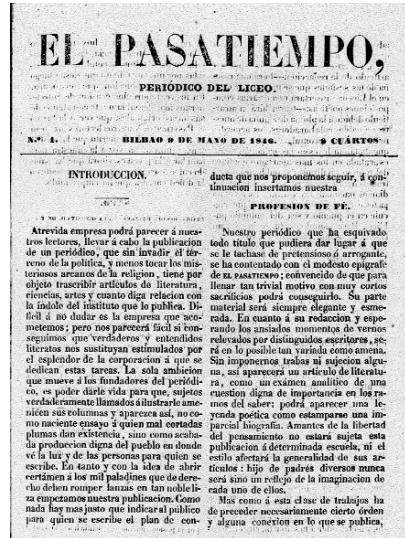 EL PASATIEMPO,
PERIÓDICO DEL LICEO.
N.º 1.
BILBAO 9 DE MAYO DE 1846.
9 CUÁRTOS
INTRODUCCION.
Atrevida empresa podrá parecer á nues-
tros lectores, llevar á cabo la publicacion
de un periódico, que sin invadir el tér-
reno de la política, y menos tocar los mis-
teriosos arcanos de la religion, tiene por
objeto trascribir artículos de literatura,
ciencias, artes y cuanto diga relacion con
la índole del instituto que lo publica. Di-
ficil á no dudar es la empresa que aco-
metemos; pero nos parecerá fácil si con-
seguimos que verdaderos y entendidos
literatos nos sustituyan estimulados por
el esplendor de la corporacion á que se
dedican estas tareas. La sola ambicion
que mueve á los fundadores del periódi-
co, es poder darle vida para que, sujetos
verdaderamente llamados á ilustrarle ame-
nicen sus columnas y aparezca así, no co-
mo naciente ensayo á quien mal cortadas
plumas dan existencia, sino como acaba-
da produccion digna del pueblo en donde
vé la luz y de las personas para quien se
escribe. En tanto y con la idea de abrir
certámen á los mil paladines que de dere-
cho deben romper lanzas en tan noble li-
za empezamos nuestra publicacion. Como
nada hay mas justo que indicar al público
para quien se escribe el plan de con-
ducta que nos proponemos seguir, á con-
tinuacion insertamos nuestra
PROFESION DE FÉ.
Nuestro periódico que ha esquivado
todo título que pudiera dar lugar á que
se le tachase de pretensioso ó arrogante,
se ha contentado con el modesto epígrafe
de EL PASATIEMPO; convencido de que para
llenar tan trivial motivo con muy cortos
sacrificios podrá conseguirlo. Su parte
material será siempre elegante y esme-
rada. En cuanto á su redaccion y espe-
rando los ansiados momentos de vernos
relevados por distinguidos escritores, se-
rá en lo posible tan varinda como amena.
Sin imponernos trabas ni sujecion algu-
na, así aparecerá un artículo de literatu-
ra, como un exámen analítico de una
cuestion digna de importancia en los ra-
mos del saber: podrá aparecer una le-
yenda poética como estamparse una im-
parcial biografía. Amantes de la libertad
del pensamiento no estará sujeta esta
publicacion á determinada escuela, ni el
estilo afectará la generalidad de sus ar-
tículos: hijo de padres diversos nunca
será sino un reflejo de la imaginacion de
cada uno de ellos.
Mas como á esta clase de trabajos ha
de preceder necesariamente cierto órden
y alguna conéxion en lo que se publica,